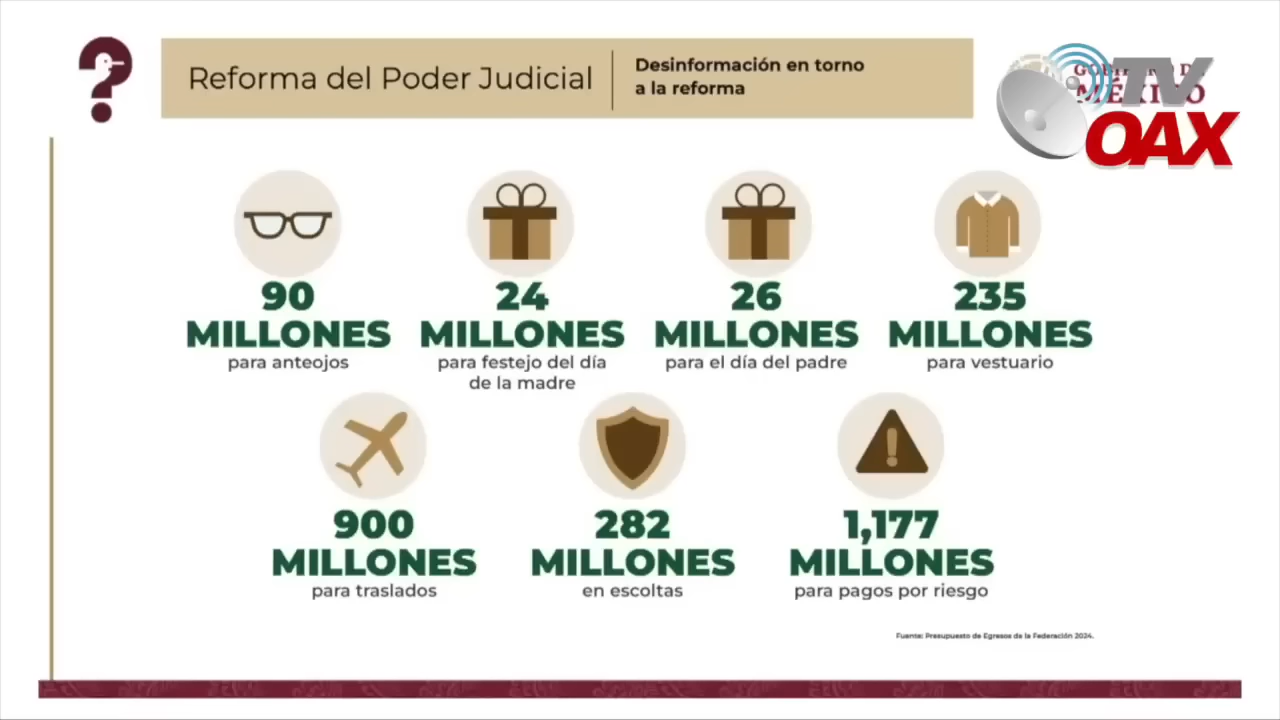 Reforma del Poder Judicial
Desinformación en torno
a la reforma
GOBIERNO DE
MÉXICO
TV
OAX
90
MILLONES
para anteojos
24
MILLONES
para festejo del día
de la madre
26
MILLONES
para el día del padre
235
MILLONES
para vestuario
900
MILLONES
para traslados
282
MILLONES
en escoltas
1,177
MILLONES
para pagos por riesgo
Fuente: Presupuesto de Egresos de la Federación 2024.